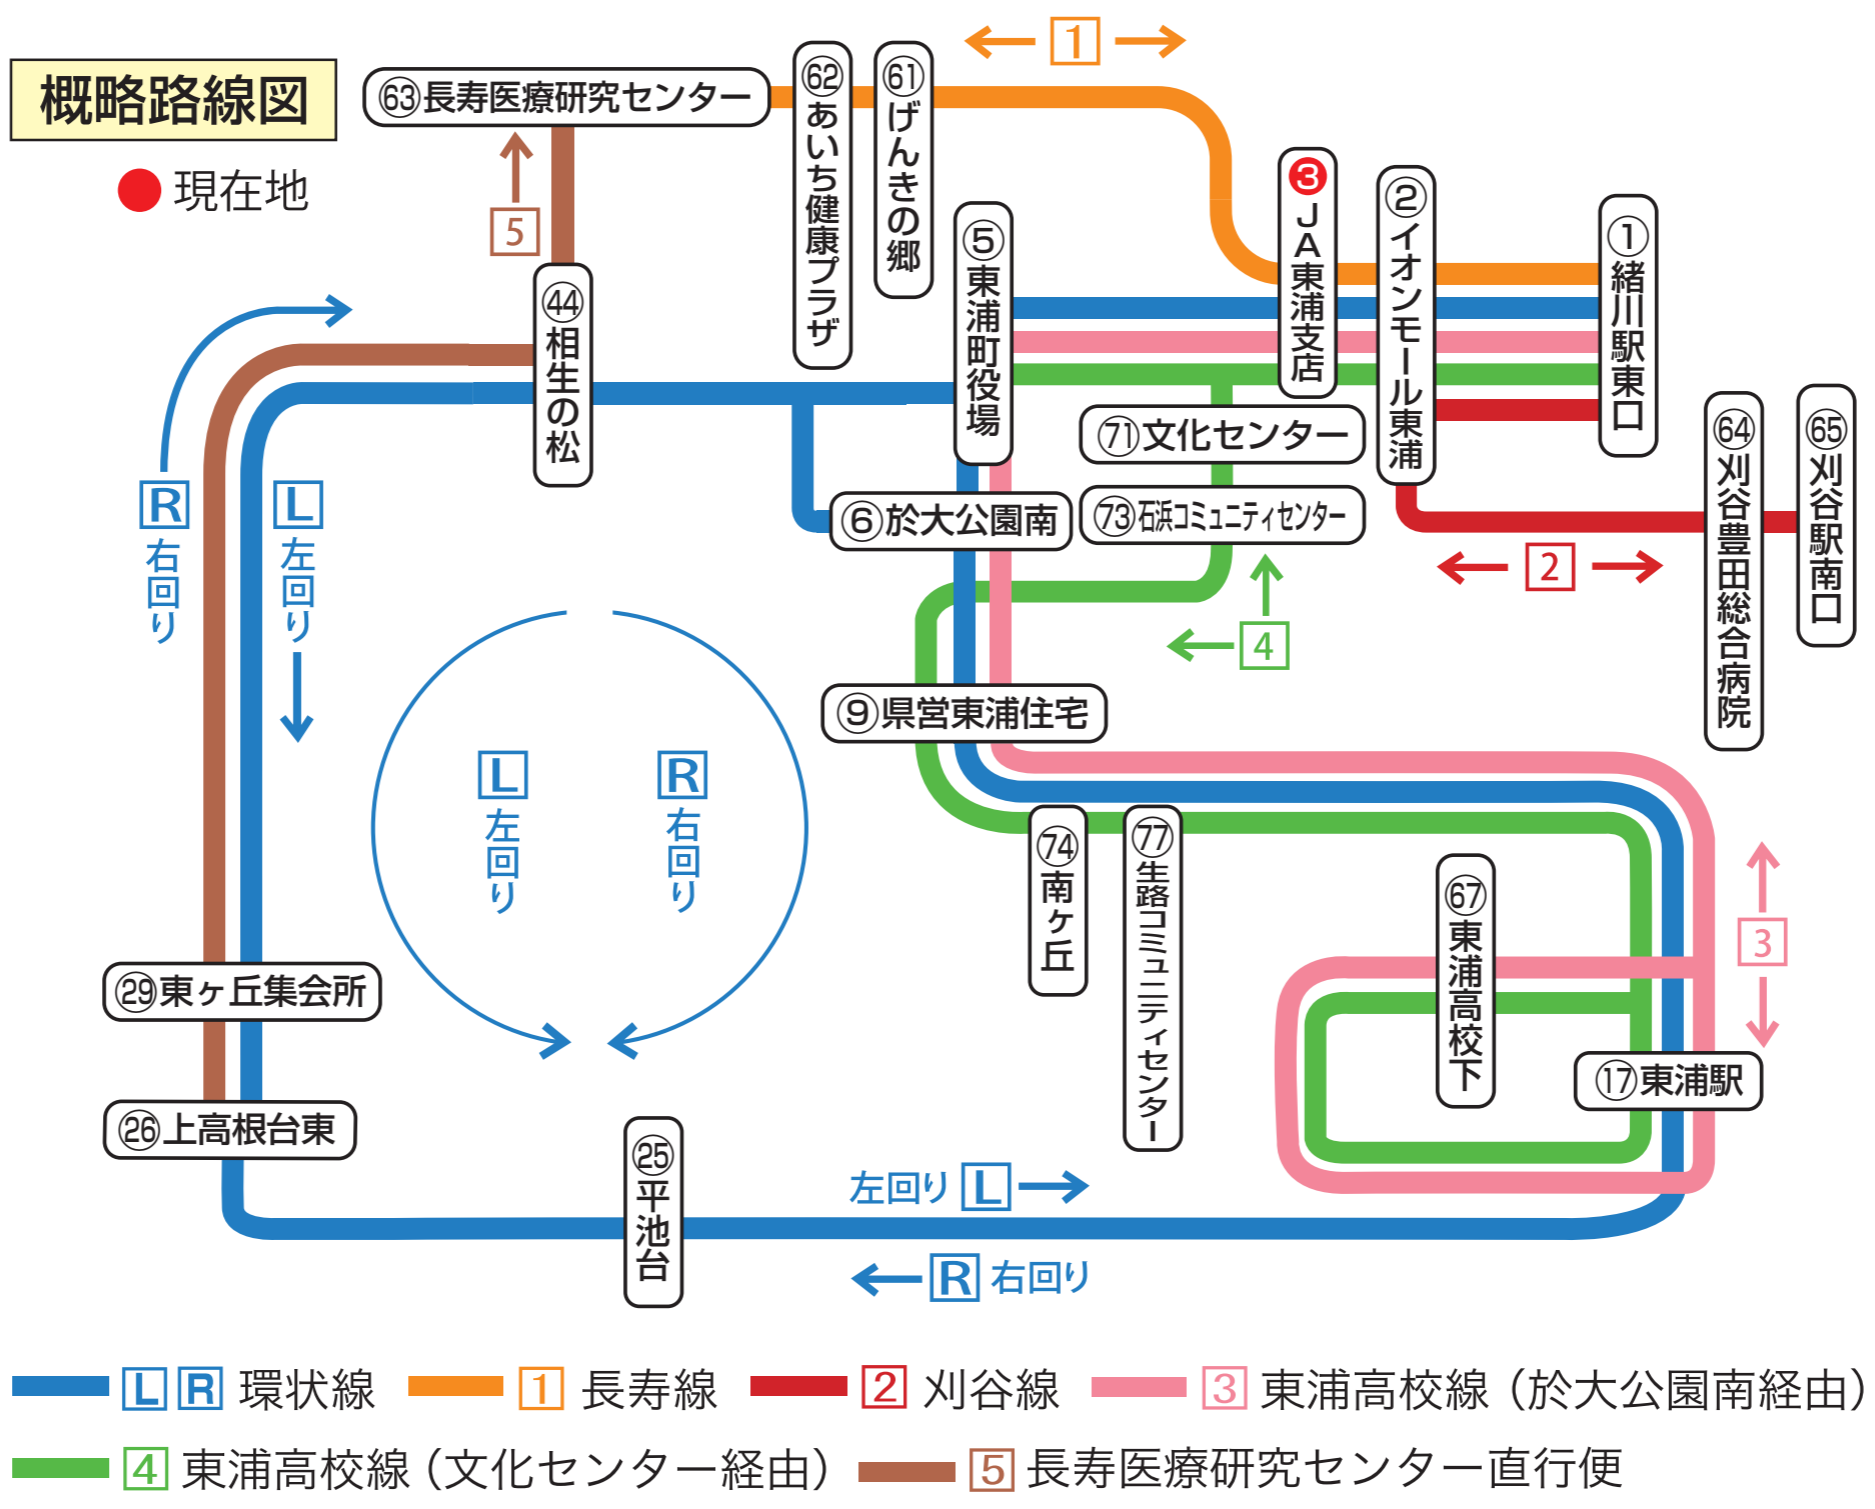 概略路線図
現在地
1
㊿63長寿医療研究センター
62あいち健康プラザ
61げんきの郷
5
44相生の松
⑤東浦町役場
❸JA東浦支店
②イオンモール東浦
①緒川駅東口
64刈谷豊田総合病院
65刈谷駅南口
71文化センター
73石浜コミュニティセンター
⑥於大公園南
2
4
R
右回り
L
左回り
⑨県営東浦住宅
L
左回り
R
右回り
74南ヶ丘
77生路コミュニティセンター
67東浦高校下
3
⑰東浦駅
29東ヶ丘集会所
26上高根台東
25平池台
左回り L
R 右回り
L R 環状線 1 長寿線 2 刈谷線 3 東浦高校線（於大公園南経由）
4 東浦高校線（文化センター経由） 5 長寿医療研究センター直行便